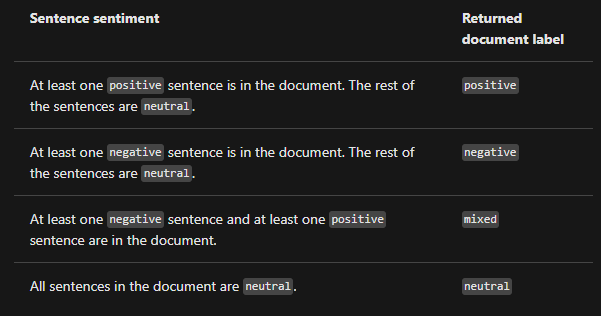 Sentence sentiment
Returned
document label
At least one positive sentence is in the document. The rest of
the sentences are neutral.
positive
At least one negative sentence is in the document. The rest of
the sentences are neutral.
negative
At least one negative sentence and at least one positive
sentence are in the document.
mixed
All sentences in the document are neutral.
neutral